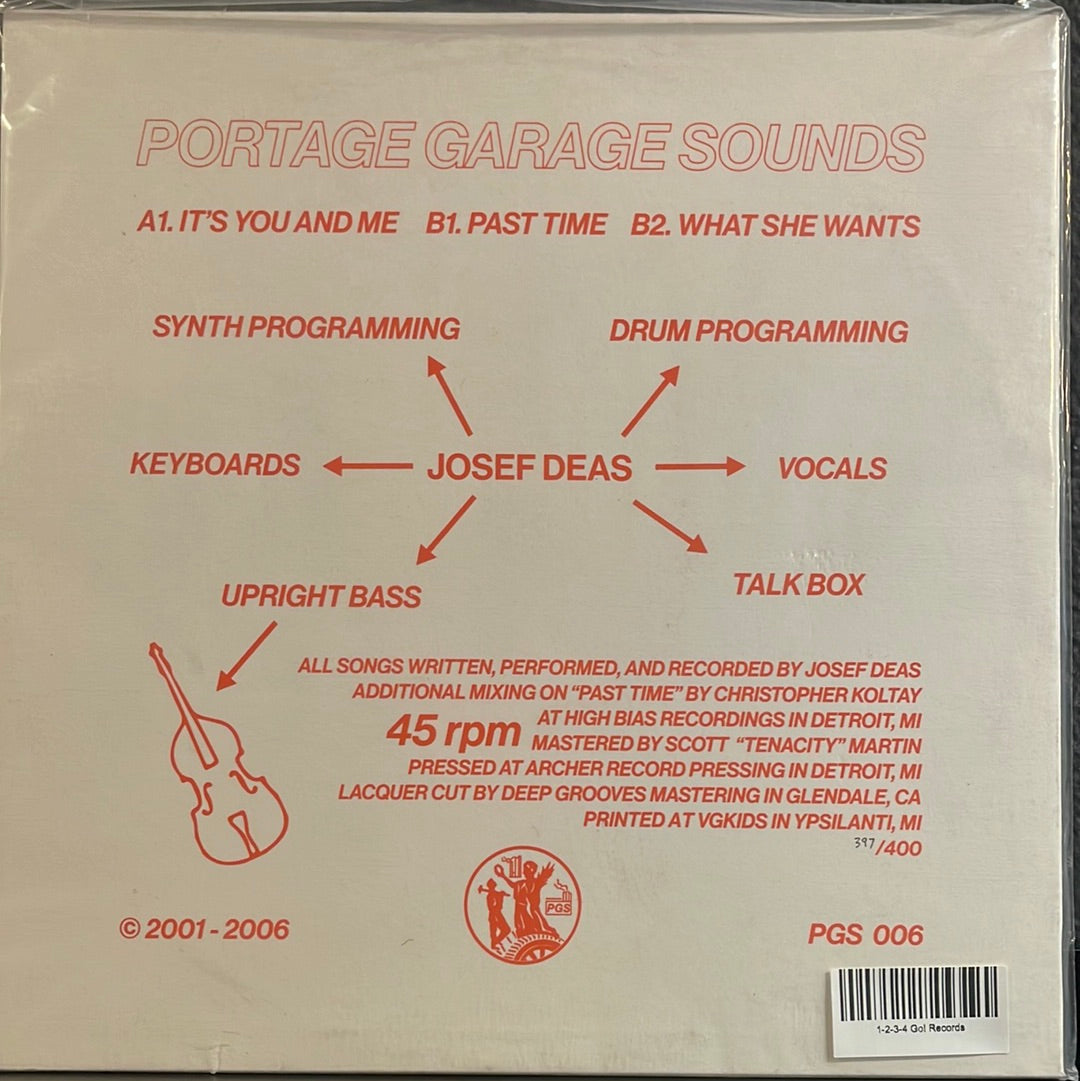 PORTAGE GARAGE SOUNDS
A1. IT'S YOU AND ME B1. PAST TIME B2. WHAT SHE WANTS
SYNTH PROGRAMMING DRUM PROGRAMMING
KEYBOARDS JOSEF DEAS VOCALS
UPRIGHT BASS TALK BOX
ALL SONGS WRITTEN, PERFORMED, AND RECORDED BY JOSEF DEAS
ADDITIONAL MIXING ON "PAST TIME" BY CHRISTOPHER KOLTAY
AT HIGH BIAS RECORDINGS IN DETROIT, MI
45 rpm
MASTERED BY SCOTT "TENACITY" MARTIN
PRESSED AT ARCHER RECORD PRESSING IN DETROIT, MI
LACQUER CUT BY DEEP GROOVES MASTERING IN GLENDALE, CA
PRINTED AT VGKIDS IN YPSILANTI, MI
397/400
PGS
© 2001 - 2006 PGS 006
1-2-3-4 Go! Records